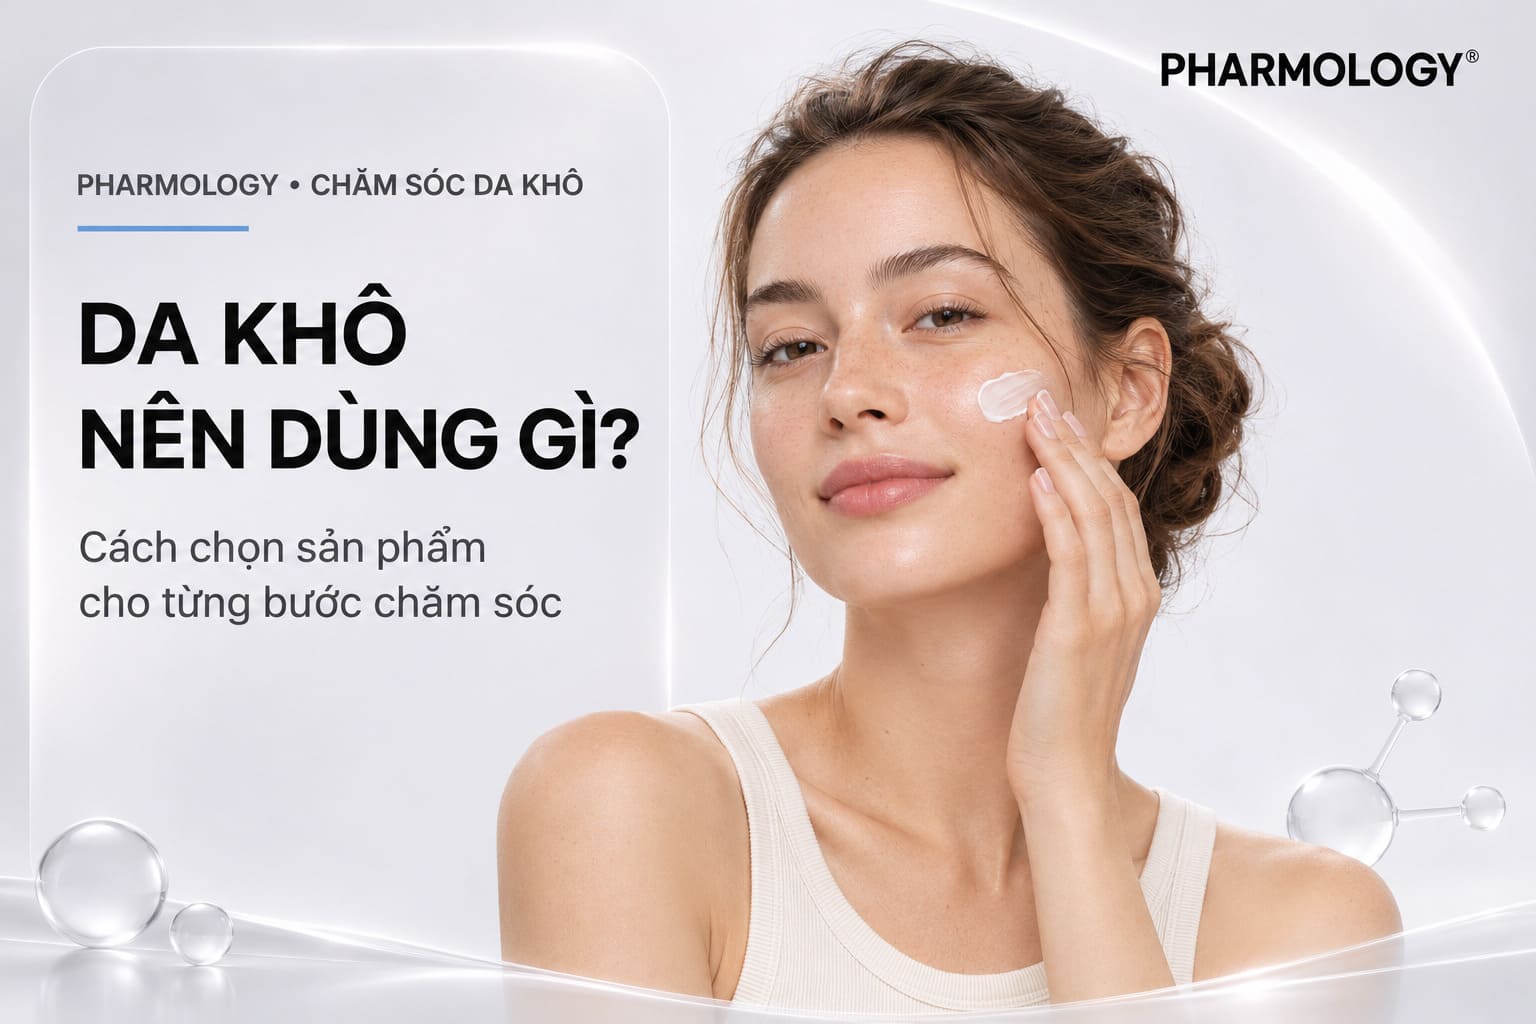 PHARMOLOGY®
PHARMOLOGY • CHĂM SÓC DA KHÔ
DA KHÔ
NÊN DÙNG GÌ?
Cách chọn sản phẩm
cho từng bước chăm sóc